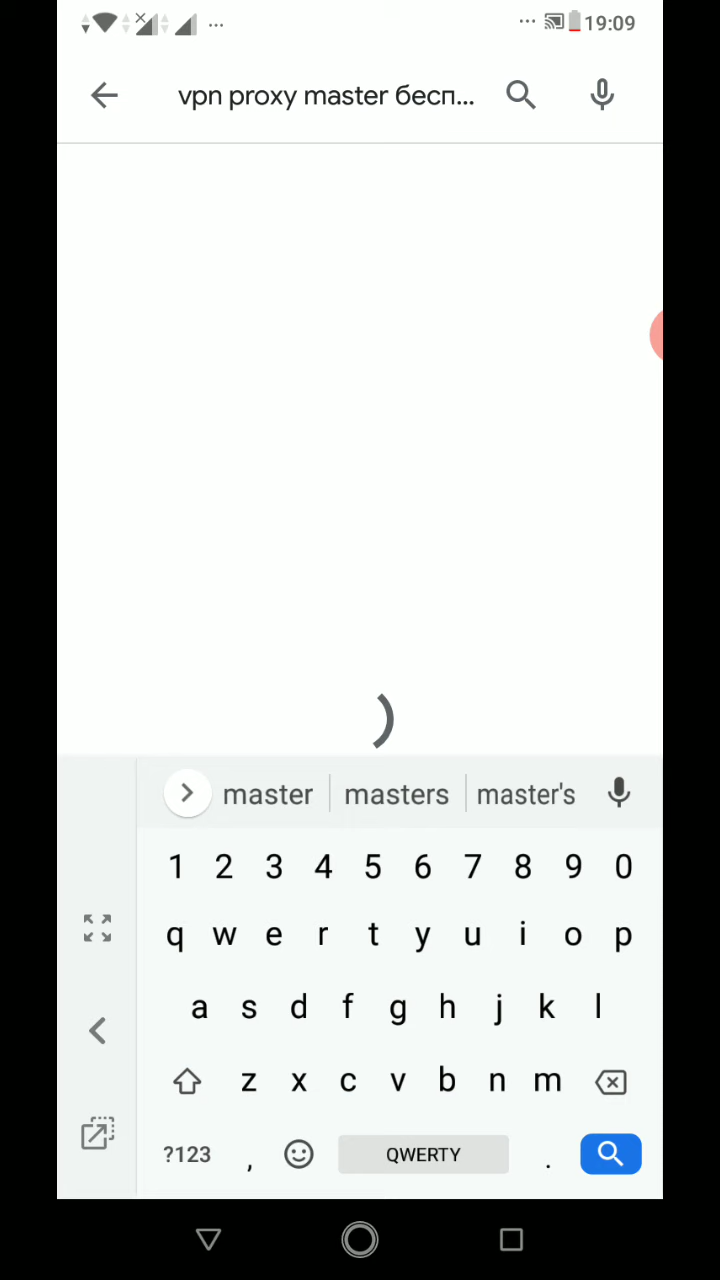 19:09
vpn proxy master бесп...
master masters master's
1 2 3 4 5 6 7 8 9 0
q w e r t y u i o p
a s d f g h j k l
z x c v b n m
?123 , QWERTY .